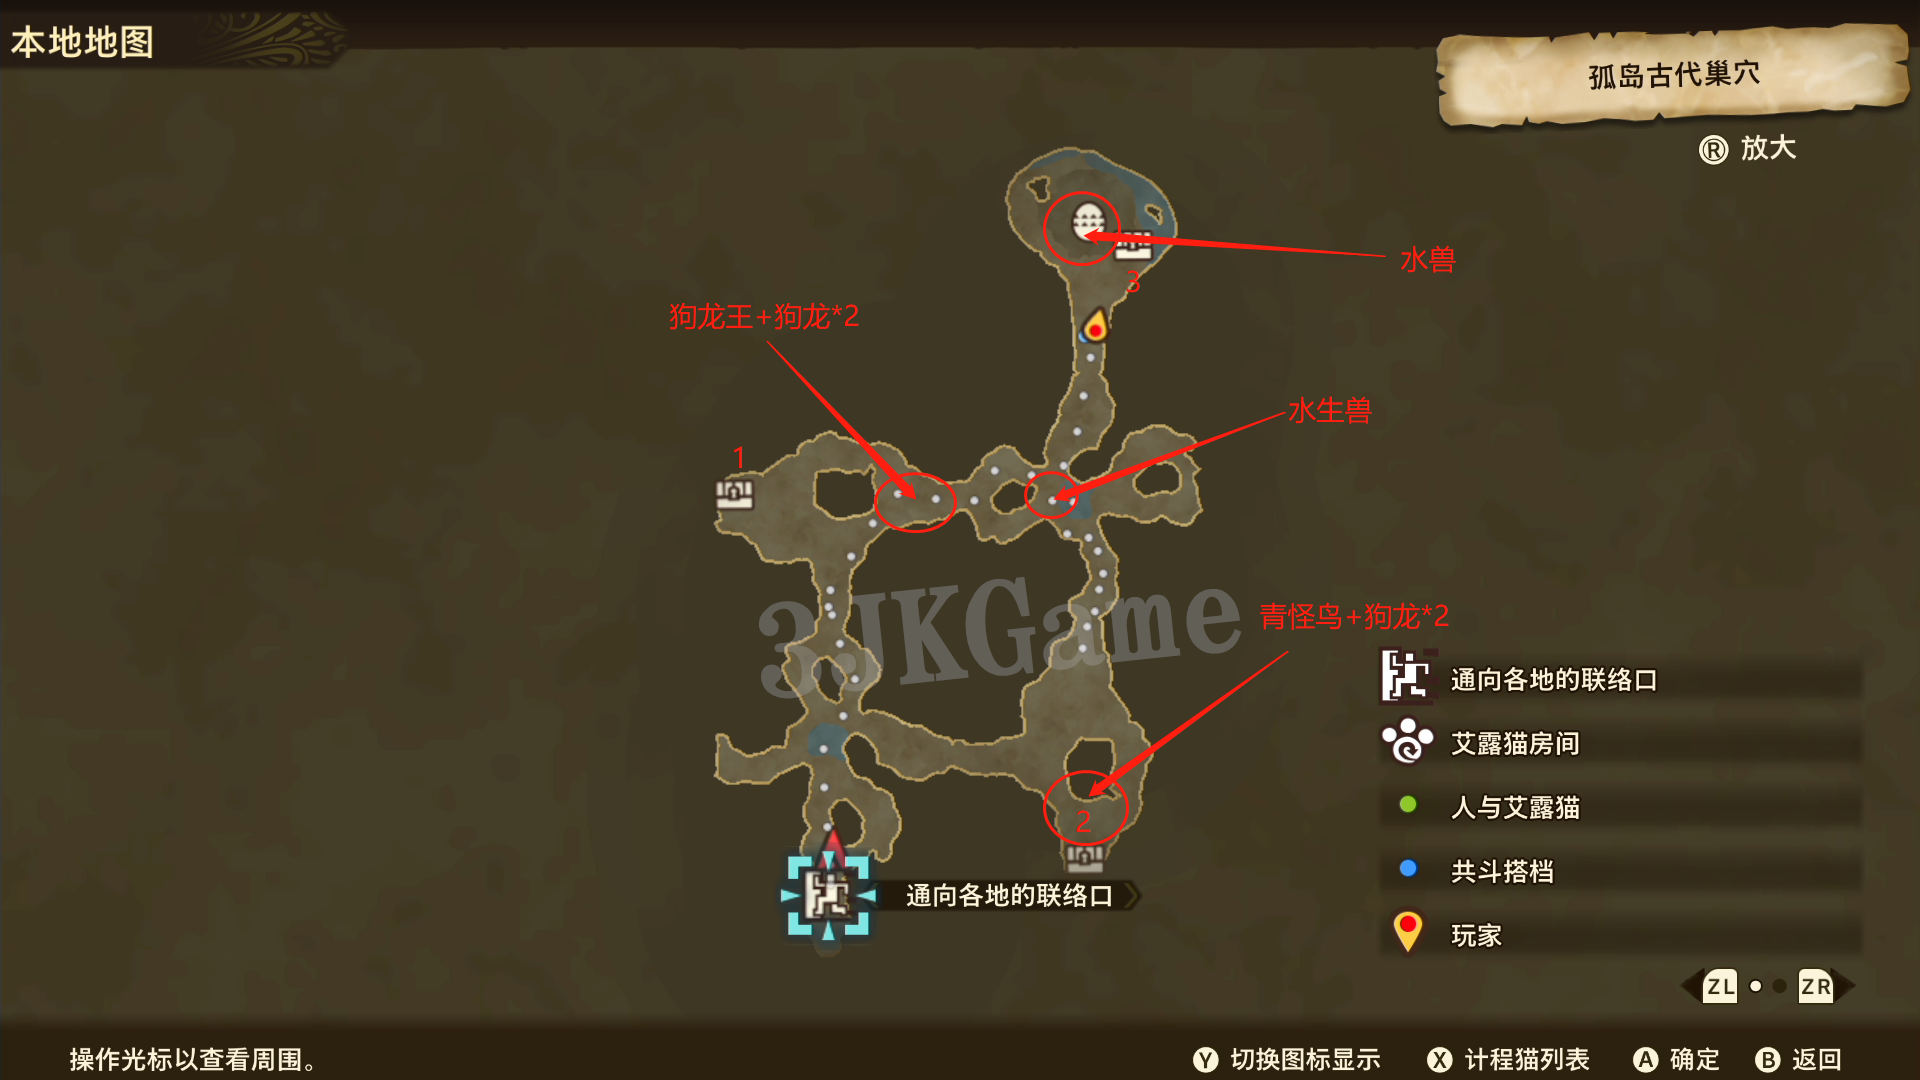 本地地图
孤岛古代巢穴
R 放大
水兽
3
狗龙王+狗龙*2
水生兽
1
3JKGame
青怪鸟+狗龙*2
2
通向各地的联络口
通向各地的联络口
艾露猫房间
人与艾露猫
共斗搭档
玩家
ZL ZR
操作光标以查看周围。
Y 切换图标显示 X 计程猫列表 A 确定 B 返回